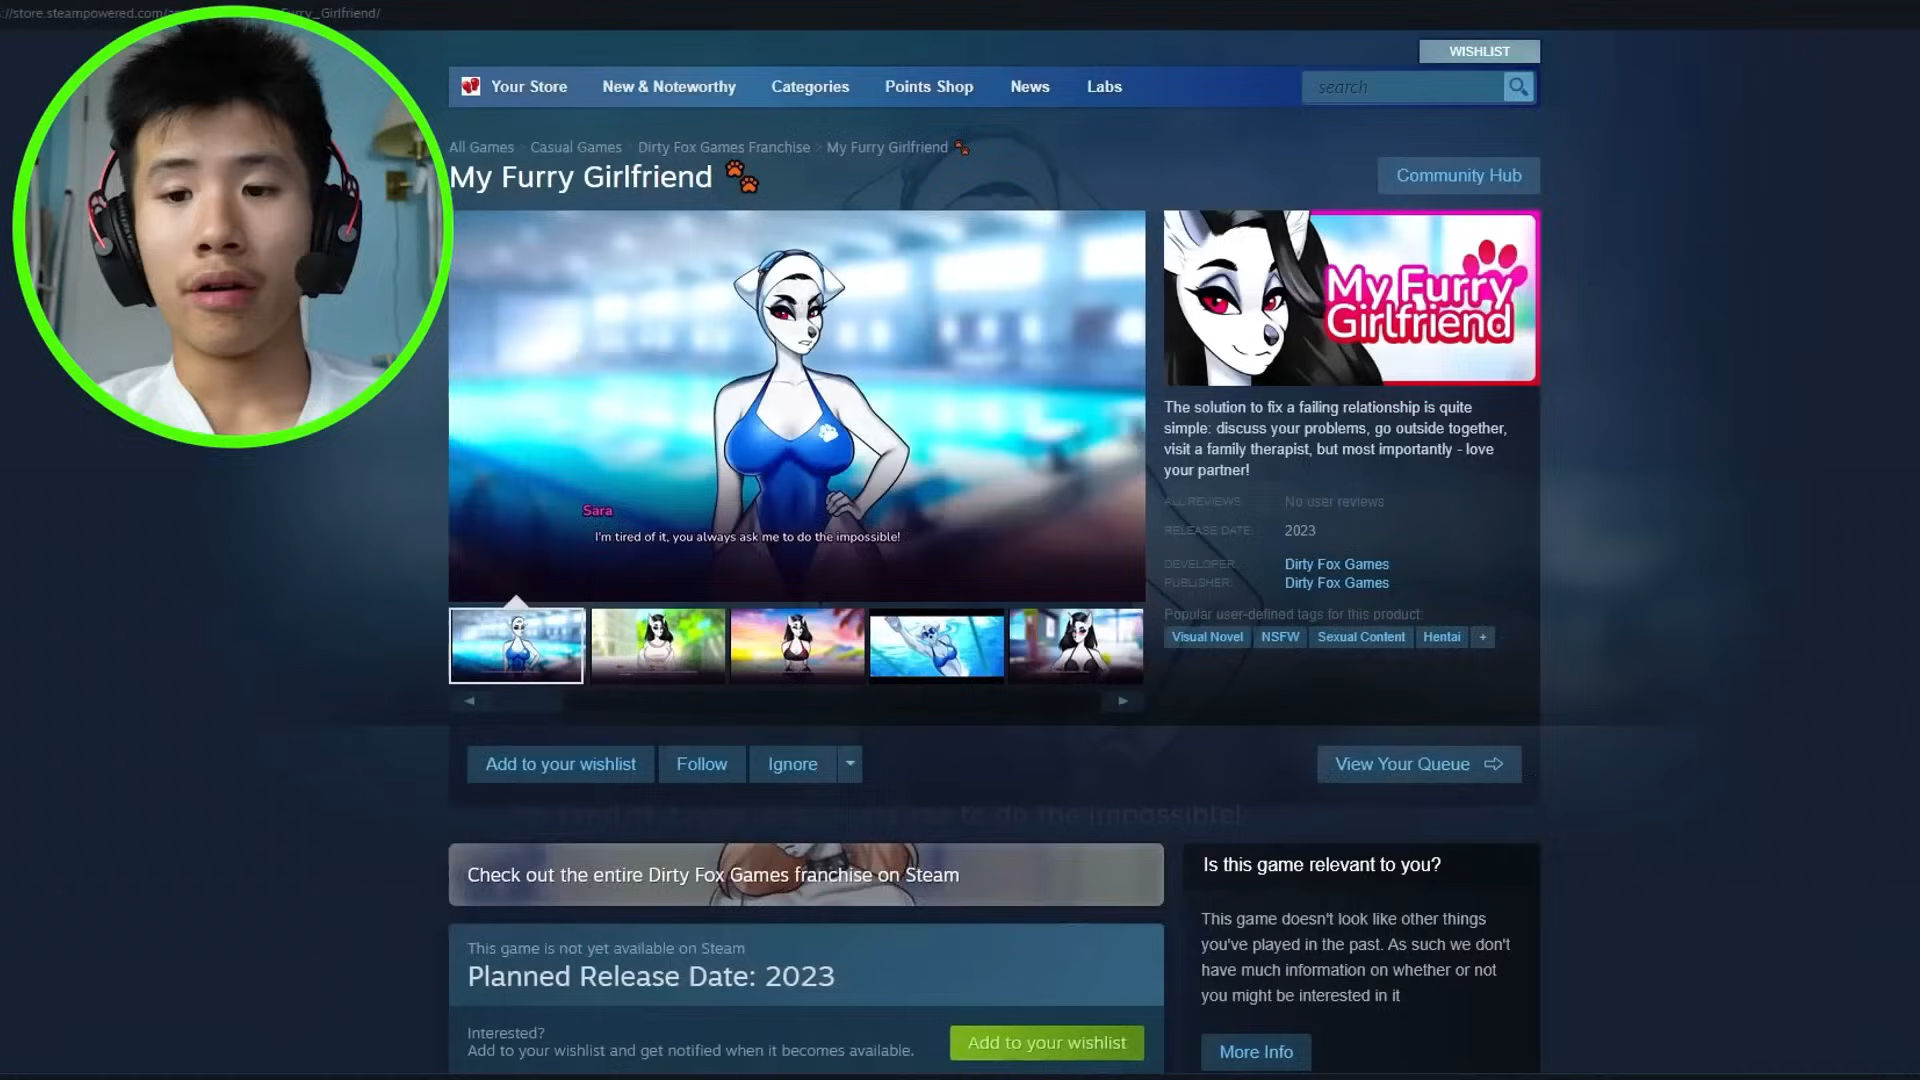 ://store.steampowered.com/
Furry_Girlfriend/
WISHLIST
Your Store
New & Noteworthy
Categories
Points Shop
News
Labs
search
All Games > Casual Games > Dirty Fox Games Franchise > My Furry Girlfriend
My Furry Girlfriend
Community Hub
Sara
I'm tired of it, you always ask me to do the impossible!
My Furry
Girlfriend
The solution to fix a failing relationship is quite
simple: discuss your problems, go outside together,
visit a family therapist, but most importantly - love
your partner!
ALL REVIEWS: No user reviews
RELEASE DATE: 2023
DEVELOPER: Dirty Fox Games
PUBLISHER: Dirty Fox Games
Popular user-defined tags for this product:
Visual Novel
NSFW
Sexual Content
Hentai
+
Add to your wishlist
Follow
Ignore
View Your Queue
to do the impossible!
Check out the entire Dirty Fox Games franchise on Steam
This game is not yet available on Steam
Planned Release Date: 2023
Interested?
Add to your wishlist and get notified when it becomes available.
Add to your wishlist
Is this game relevant to you?
This game doesn't look like other things
you've played in the past. As such we don't
have much information on whether or not
you might be interested in it
More Info